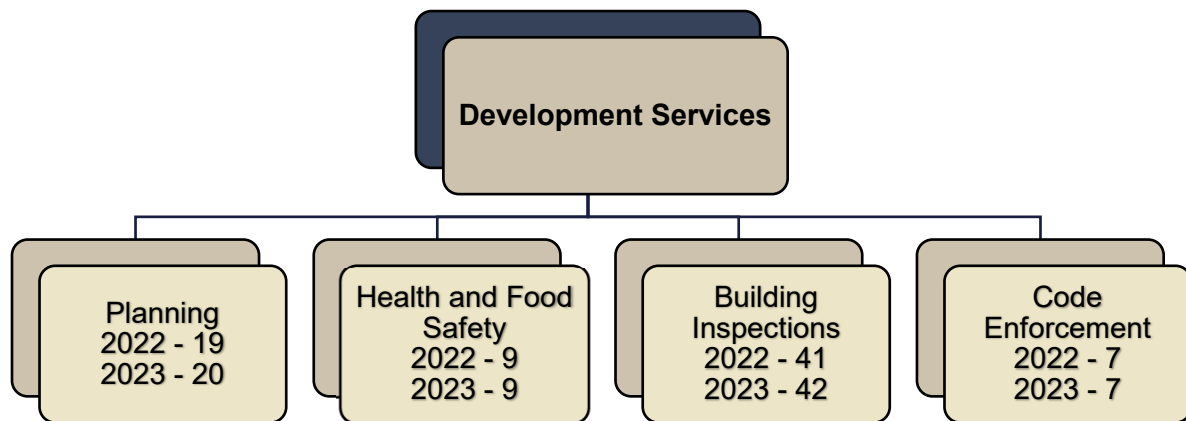 Development Services
Planning
2022 - 19
2023 - 20
Health and Food
Safety
2022 - 9
2023 - 9
Building
Inspections
2022 - 41
2023 - 42
Code
Enforcement
2022 - 7
2023 - 7